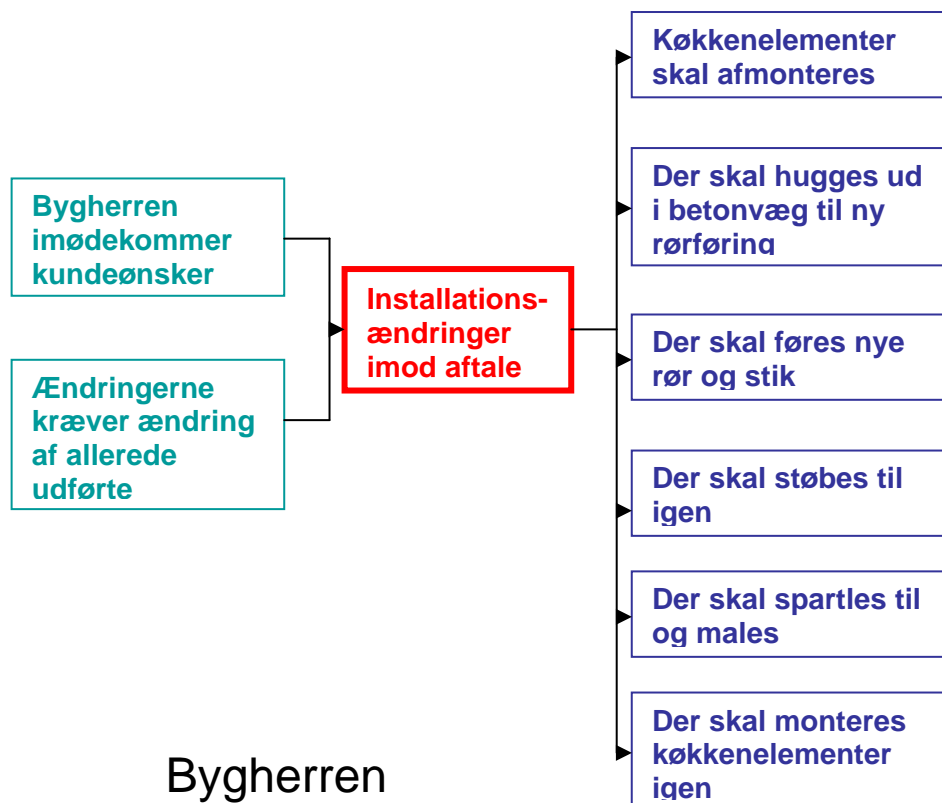 Bygherren
imødekommer
kundeønsker
Ændringerne
kræver ændring
af allerede
udførte
Installations-
ændringer
imod aftale
Køkkenelementer
skal afmonteres
Der skal hugges ud
i betonvæg til ny
rørføring
Der skal føres nye
rør og stik
Der skal støbes til
igen
Der skal spartles til
og males
Der skal monteres
køkkenelementer
igen
Bygherren